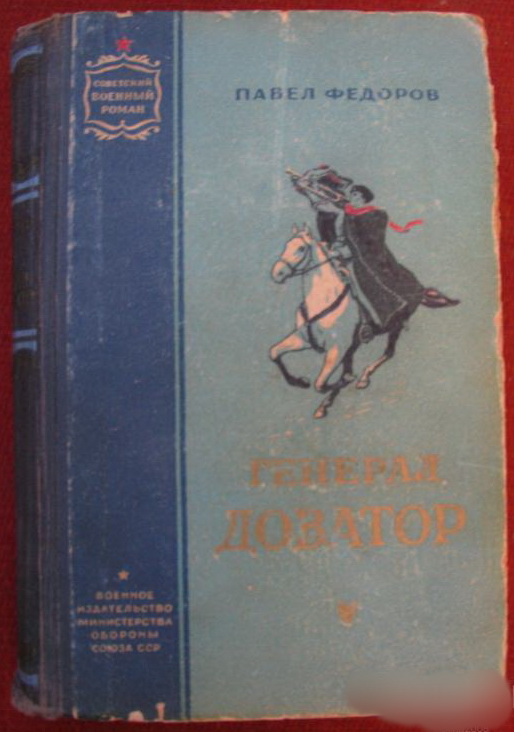 СОВЕТСКИЙ
ВОЕННЫЙ
РОМАН
ПАВЕЛ ФЕДОРОВ
ГЕНЕРАЛ
ДОВАТОР
ВОЕННОЕ
ИЗДАТЕЛЬСТВО
МИНИСТЕРСТВА
ОБОРОНЫ
СОЮЗА ССР